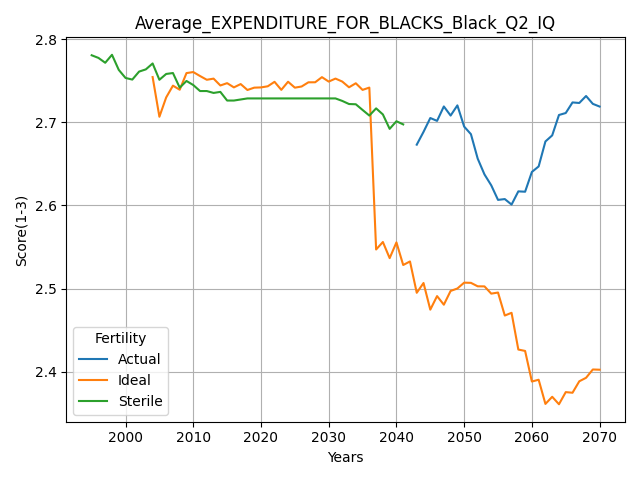 Average_EXPENDITURE_FOR_BLACKS_Black_Q2_IQ
2.8
2.7
2.6
2.5
2.4
Score(1-3)
Fertility
Actual
Ideal
Sterile
2000 2010 2020 2030 2040 2050 2060 2070
Years